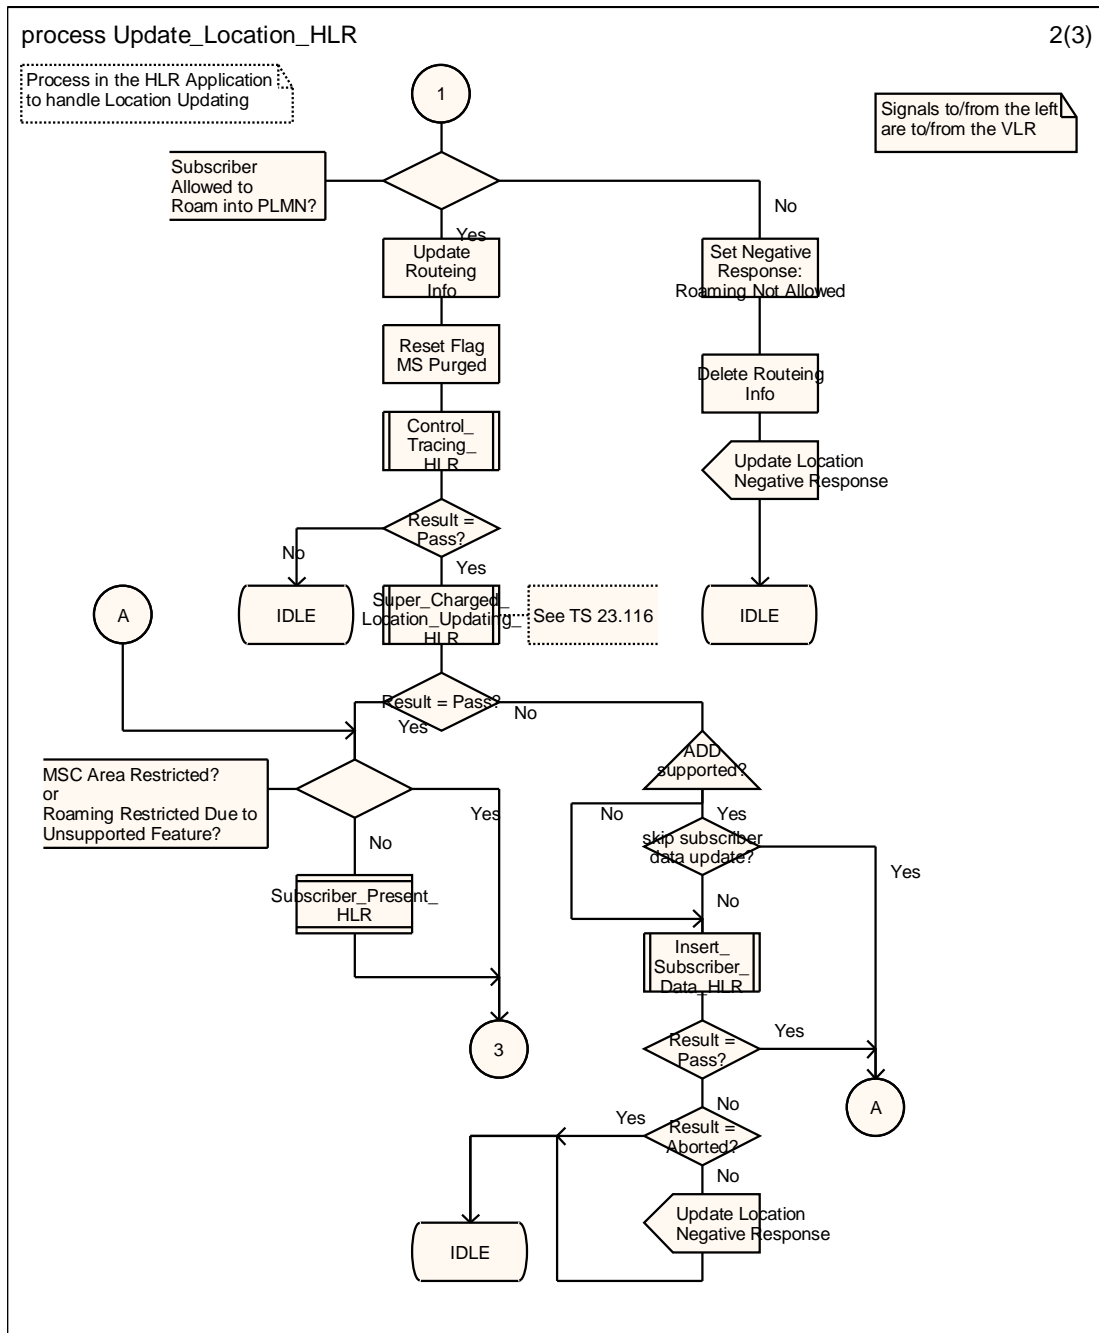 process Update_Location_HLR
2(3)
Process in the HLR Application
to handle Location Updating
1
Signals to/from the left
are to/from the VLR
Subscriber
Allowed to
Roam into PLMN?
No
Yes
Update
Routeing
Info
Set Negative
Response:
Roaming Not Allowed
Reset Flag
MS Purged
Delete Routeing
Info
Control_
Tracing_
HLR
Update Location
Negative Response
Result =
Pass?
No
Yes
A
IDLE
Super_Charged_
Location_Updating_
HLR
See TS 23.116
IDLE
Result = Pass?
Yes
No
ADD
supported?
MSC Area Restricted?
or
Roaming Restricted Due to
Unsupported Feature?
Yes
No
No
Yes
skip subscriber
data update?
Yes
No
Subscriber_Present_
HLR
Insert_
Subscriber_
Data_HLR
3
Result =
Pass?
Yes
No
A
Yes
Result =
Aborted?
No
Update Location
Negative Response
IDLE